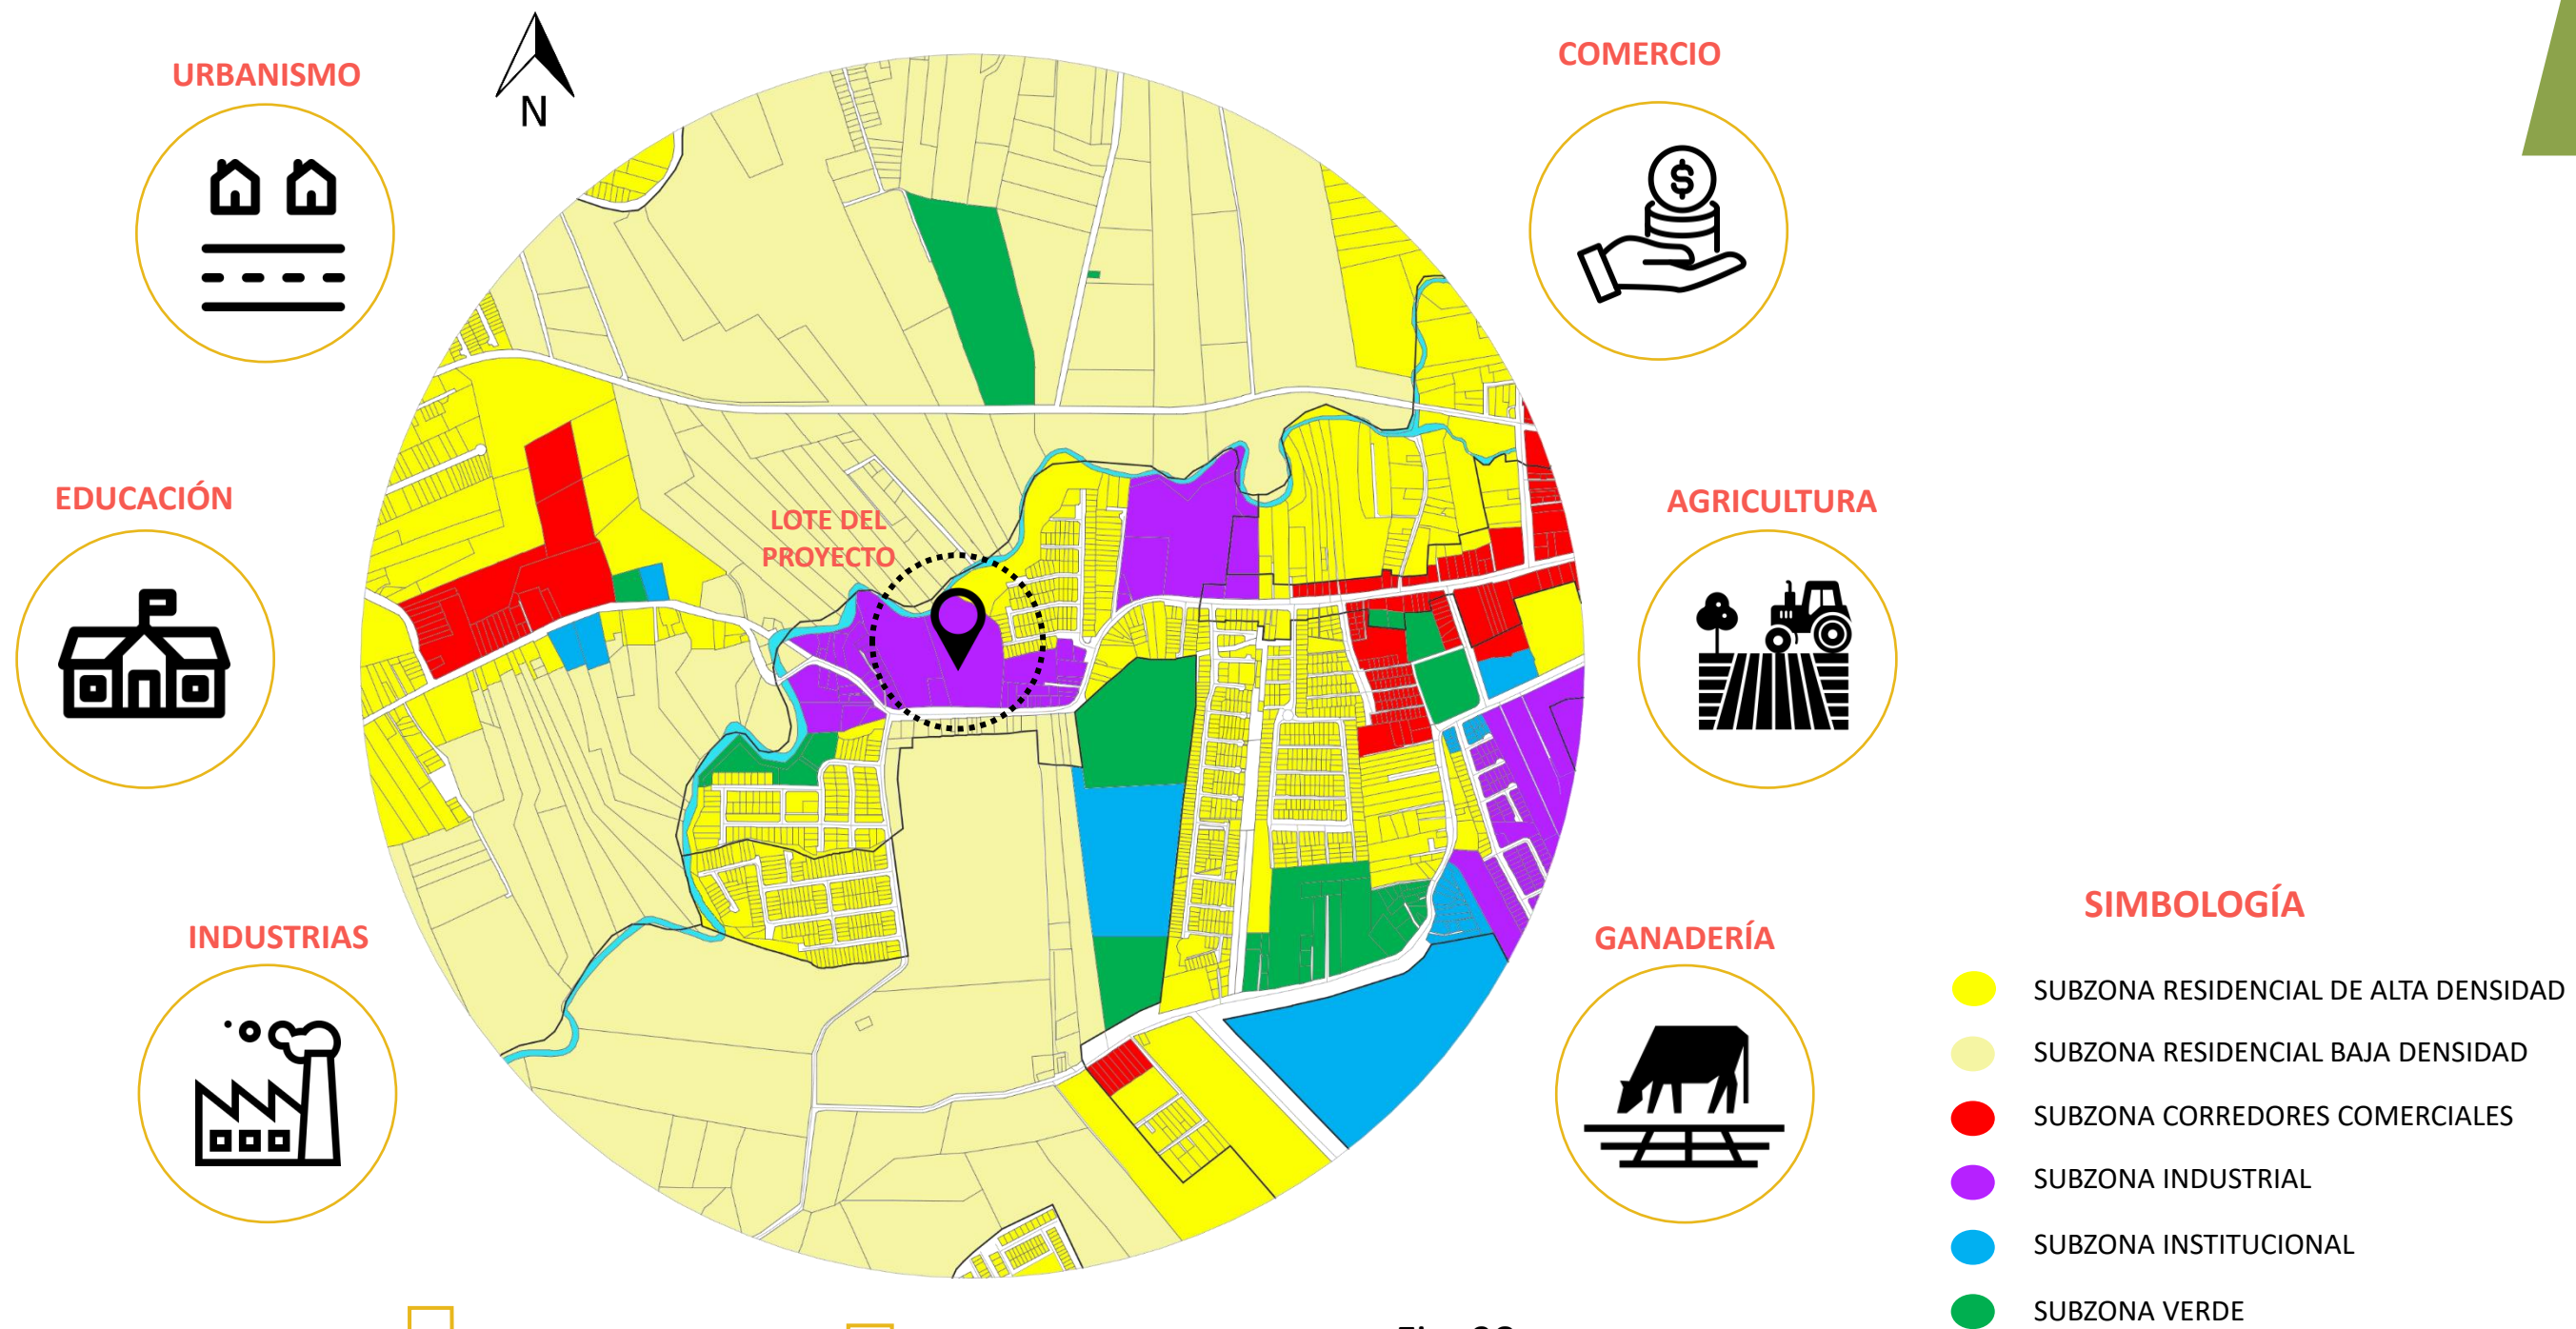 URBANISMO
N
COMERCIO
EDUCACIÓN
LOTE DEL
PROYECTO
AGRICULTURA
INDUSTRIAS
GANADERÍA
SIMBOLOGÍA
SUBZONA RESIDENCIAL DE ALTA DENSIDAD
SUBZONA RESIDENCIAL BAJA DENSIDAD
SUBZONA CORREDORES COMERCIALES
SUBZONA INDUSTRIAL
SUBZONA INSTITUCIONAL
SUBZONA VERDE
$